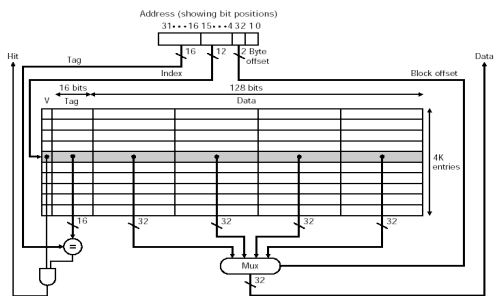 Address (showing bit positions)
31•••16 15•••4 3 2 1 0
Hit
Data
Tag
16
12
2 Byte
offset
Index
Block offset
16 bits
128 bits
V
Tag
Data
4K
entries
16
32
32
32
32
=
Mux
32